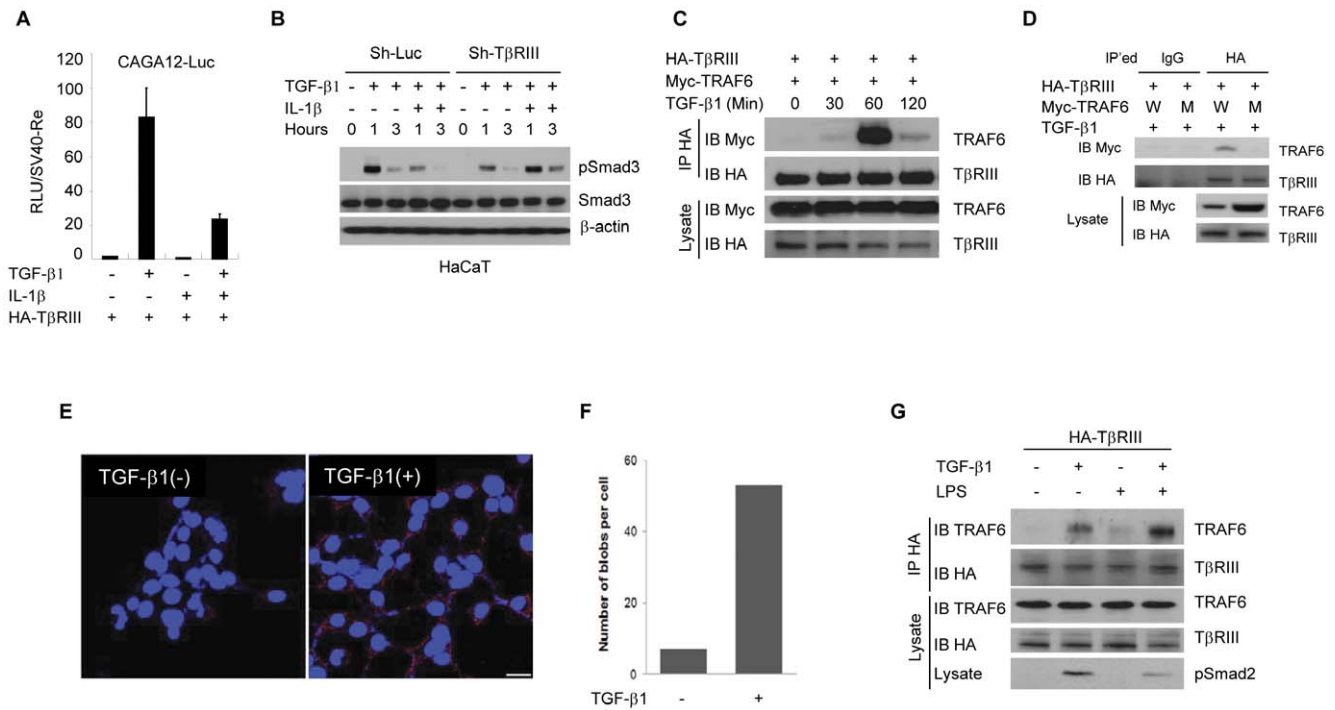 A
CAGA12-Luc
120
100
80
60
40
20
0
RLU/SV40-Re
TGF-β1 - + - +
IL-1β - - + +
HA-TβRIII + + + +
B
Sh-Luc Sh-TβRIII
TGF-β1 - + + + + - + + + +
IL-1β - - - + + - - - + +
Hours 0 1 3 1 3 0 1 3 1 3
pSmad3
Smad3
β-actin
HaCaT
C
HA-TβRIII + + + +
Myc-TRAF6 + + + +
TGF-β1 (Min) 0 30 60 120
IP HA
IB Myc TRAF6
IB HA TβRIII
Lysate
IB Myc TRAF6
IB HA TβRIII
D
IP'ed IgG HA
HA-TβRIII + + + +
Myc-TRAF6 W M W M
TGF-β1 + + + +
IB Myc TRAF6
IB HA TβRIII
Lysate
IB Myc TRAF6
IB HA TβRIII
E
TGF-β1(-) TGF-β1(+)
F
60
40
20
0
Number of blobs per cell
TGF-β1 - +
G
HA-TβRIII
TGF-β1 - + - +
LPS - - + +
IP HA
IB TRAF6 TRAF6
IB HA TβRIII
Lysate
IB TRAF6 TRAF6
IB HA TβRIII
Lysate pSmad2